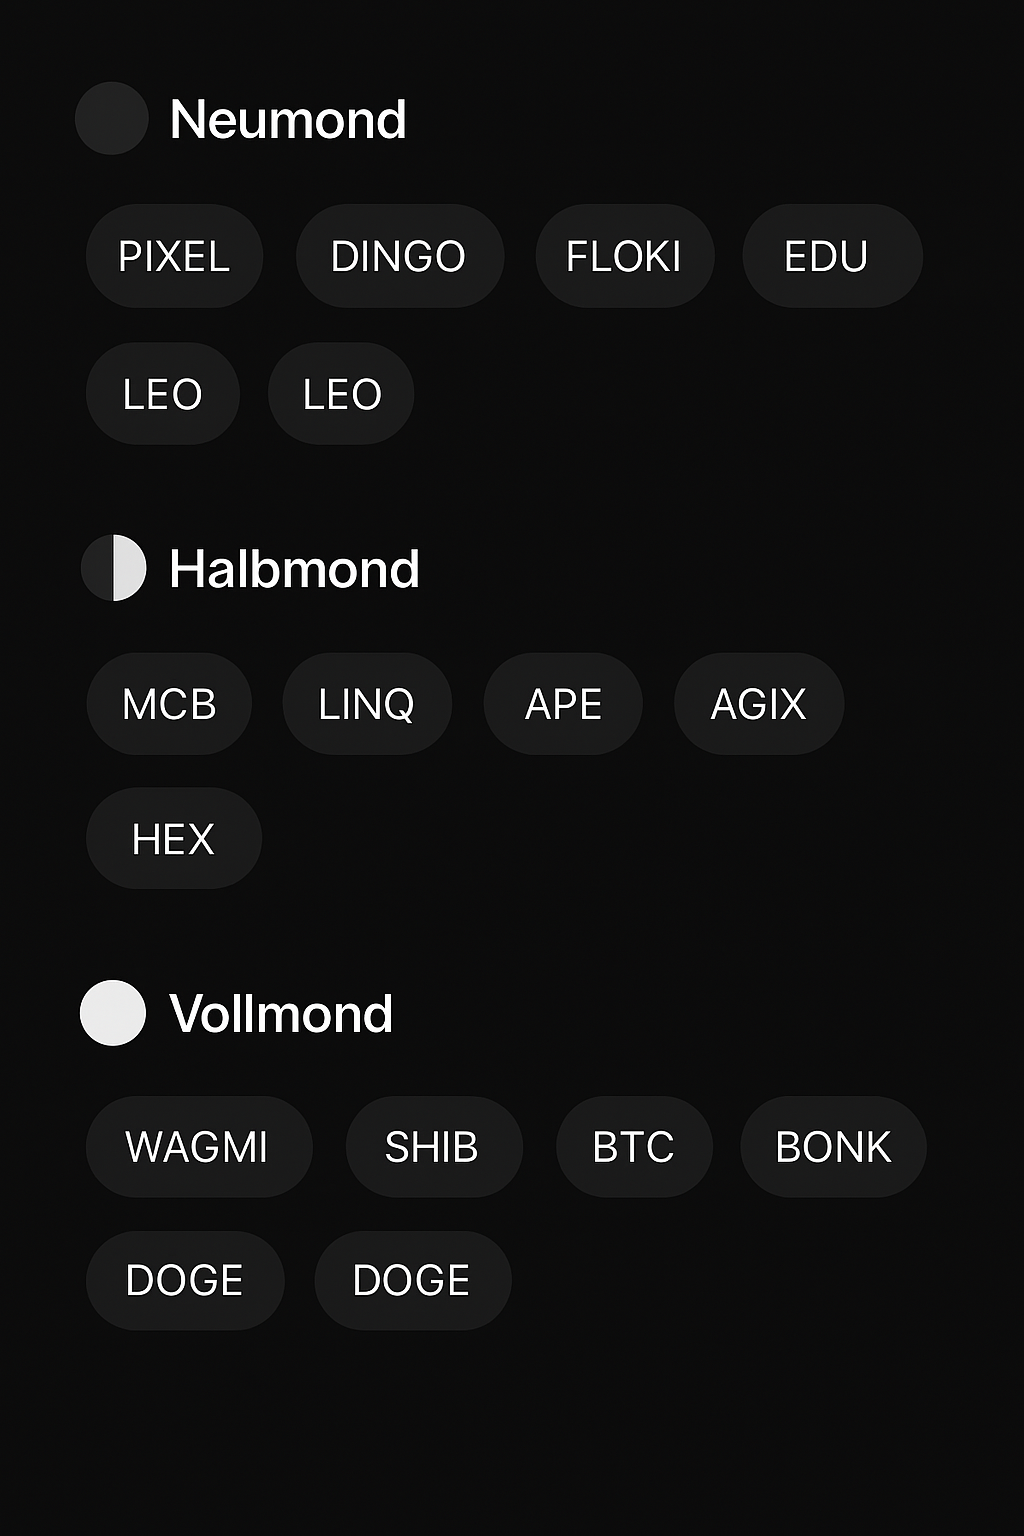 Neumond
PIXEL DINGO FLOKI EDU
LEO LEO
Halbmond
MCB LINQ APE AGIX
HEX
Vollmond
WAGMI SHIB BTC BONK
DOGE DOGE